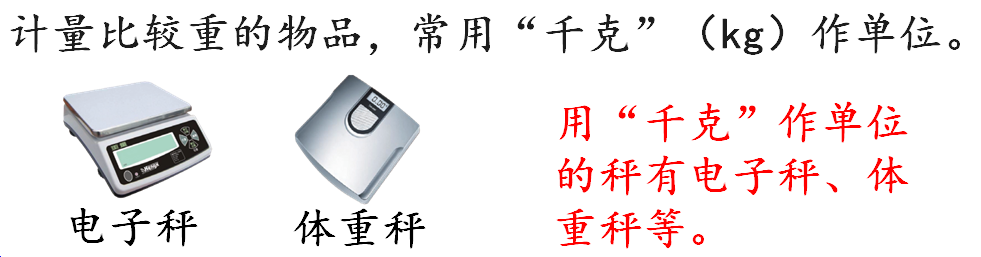 计量比较重的物品，常用“千克”（kg）作单位。
0.00
用“千克”作单位
的秤有电子秤、体
重秤等。
电子秤
体重秤